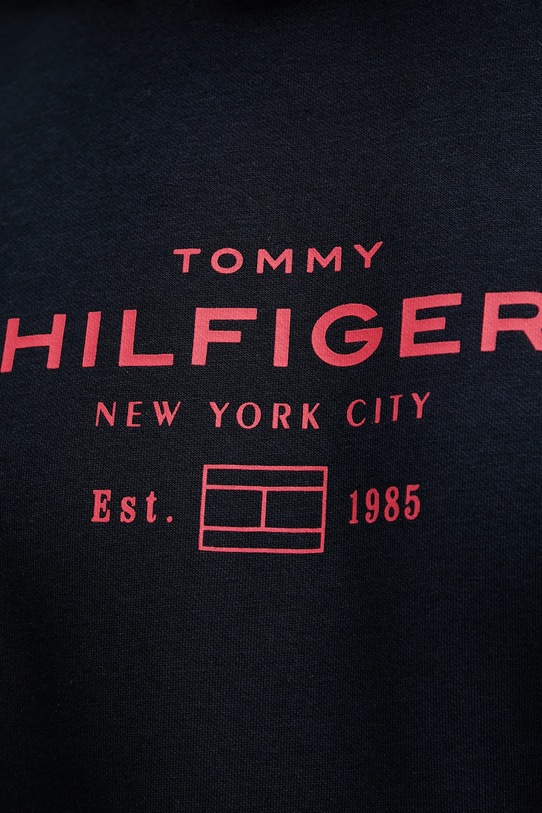 TOMMY
HILFIGER
NEW YORK CITY
Est. 1985